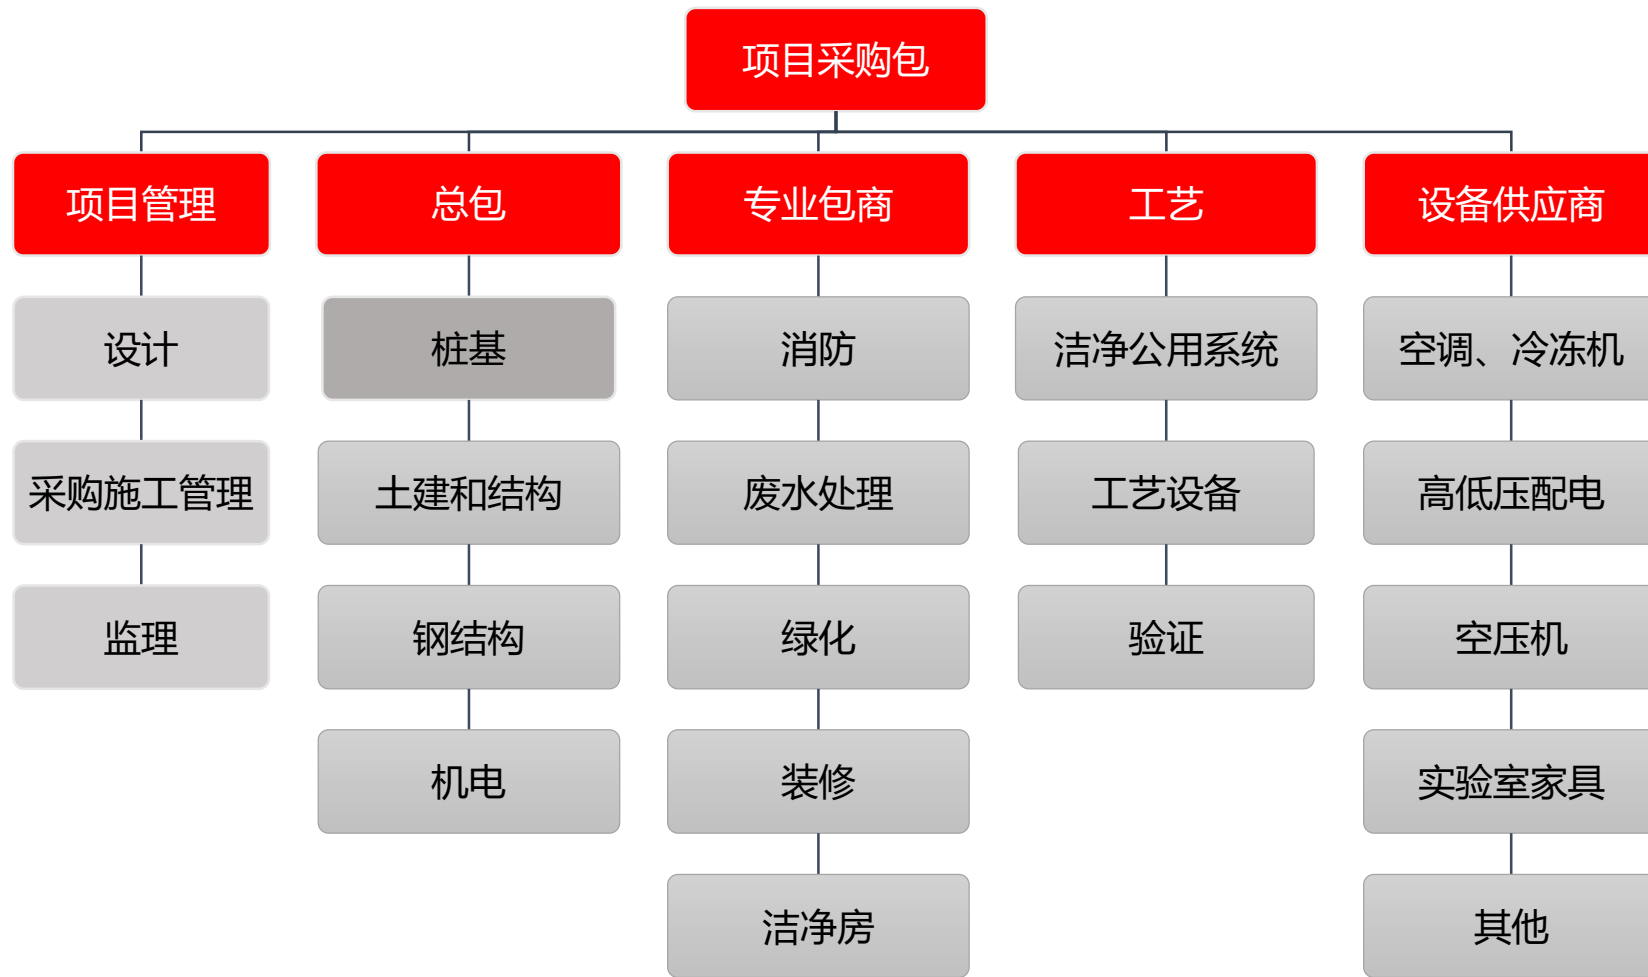 项目采购包
项目管理
总包
专业包商
工艺
设备供应商
设计
桩基
消防
洁净公用系统
空调、冷冻机
采购施工管理
土建和结构
废水处理
工艺设备
高低压配电
监理
钢结构
绿化
验证
空压机
机电
装修
实验室家具
洁净房
其他